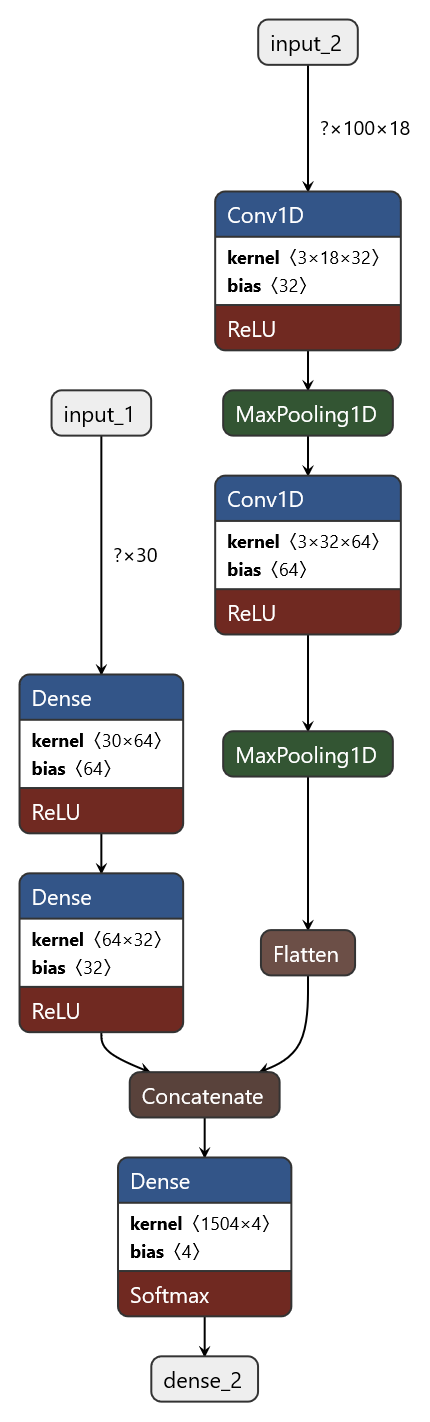 input_2
?×100×18
Conv1D
kernel〈3×18×32〉
bias〈32〉
ReLU
MaxPooling1D
Conv1D
kernel〈3×32×64〉
bias〈64〉
ReLU
MaxPooling1D
Flatten
input_1
?×30
Dense
kernel〈30×64〉
bias〈64〉
ReLU
Dense
kernel〈64×32〉
bias〈32〉
ReLU
Concatenate
Dense
kernel〈1504×4〉
bias〈4〉
Softmax
dense_2